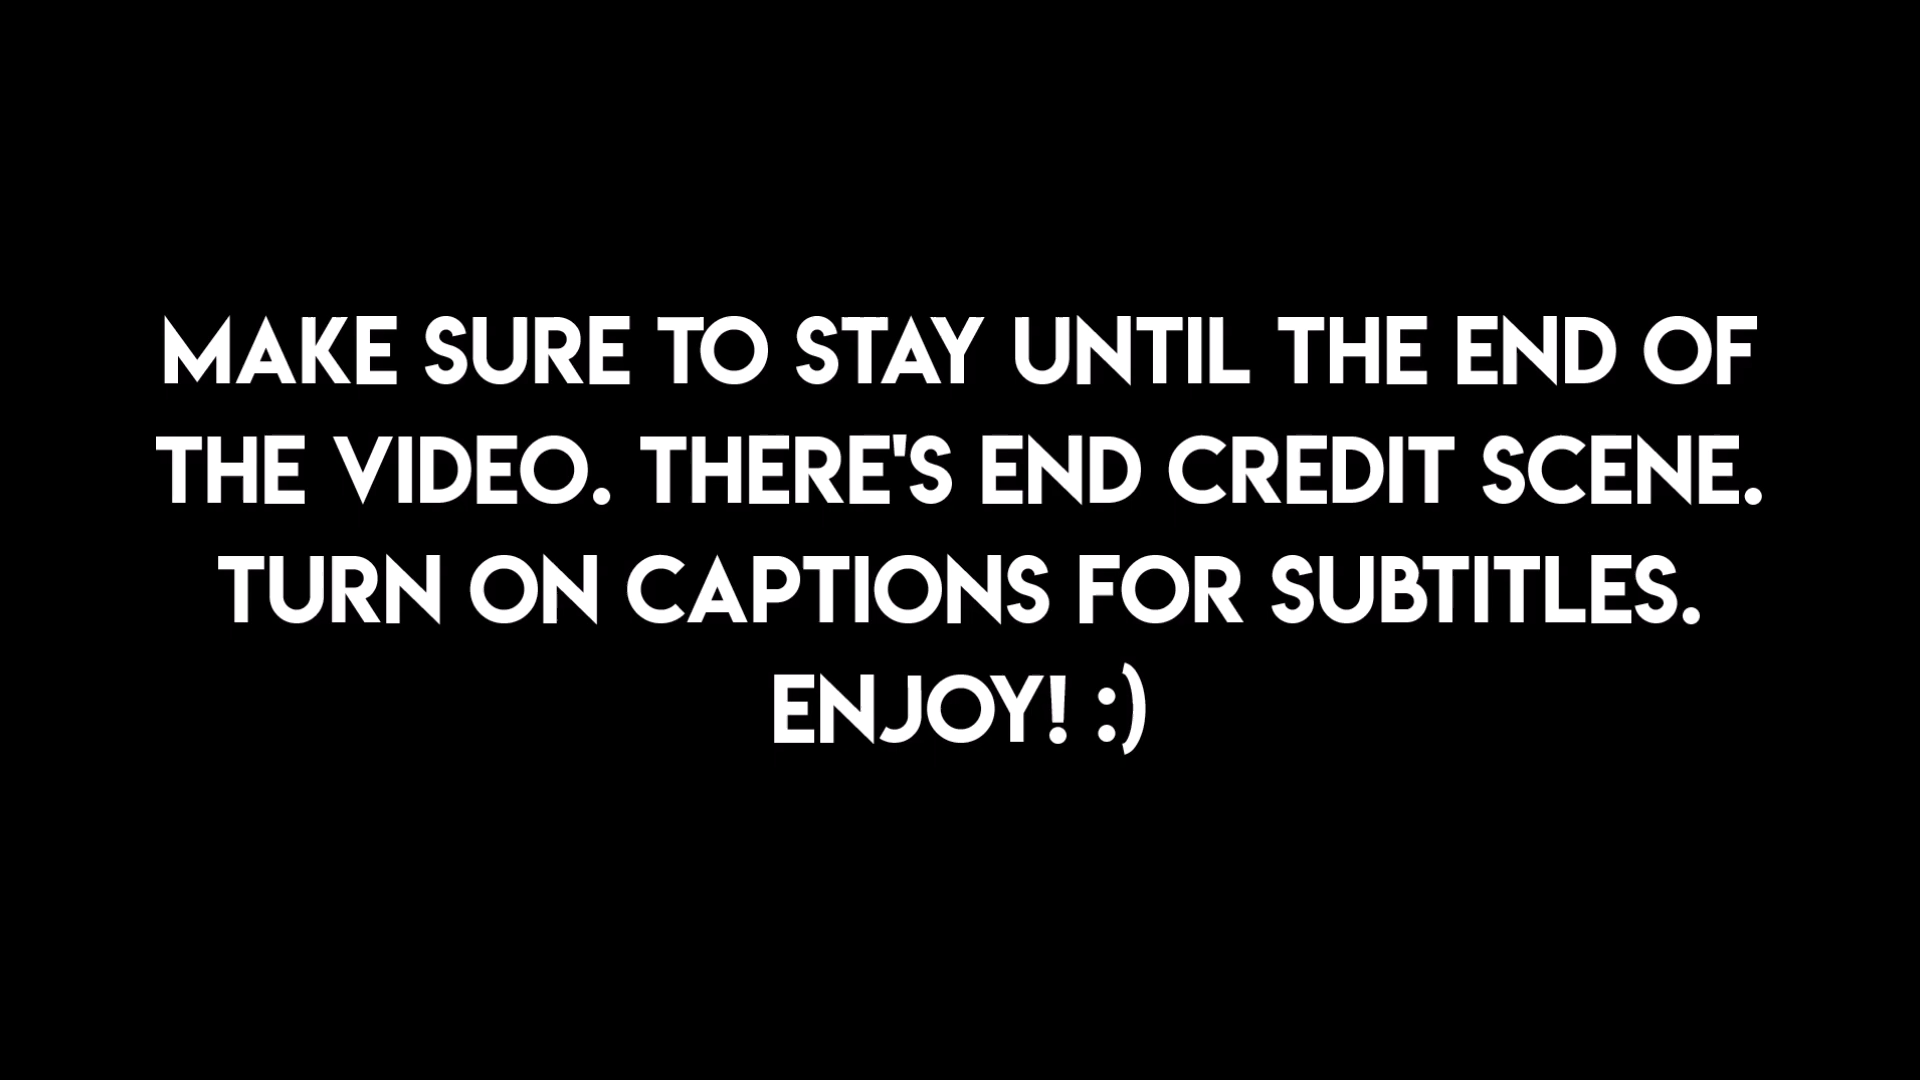 MAKE SURE TO STAY UNTIL THE END OF
THE VIDEO. THERE'S END CREDIT SCENE.
TURN ON CAPTIONS FOR SUBTITLES.
ENJOY! :)